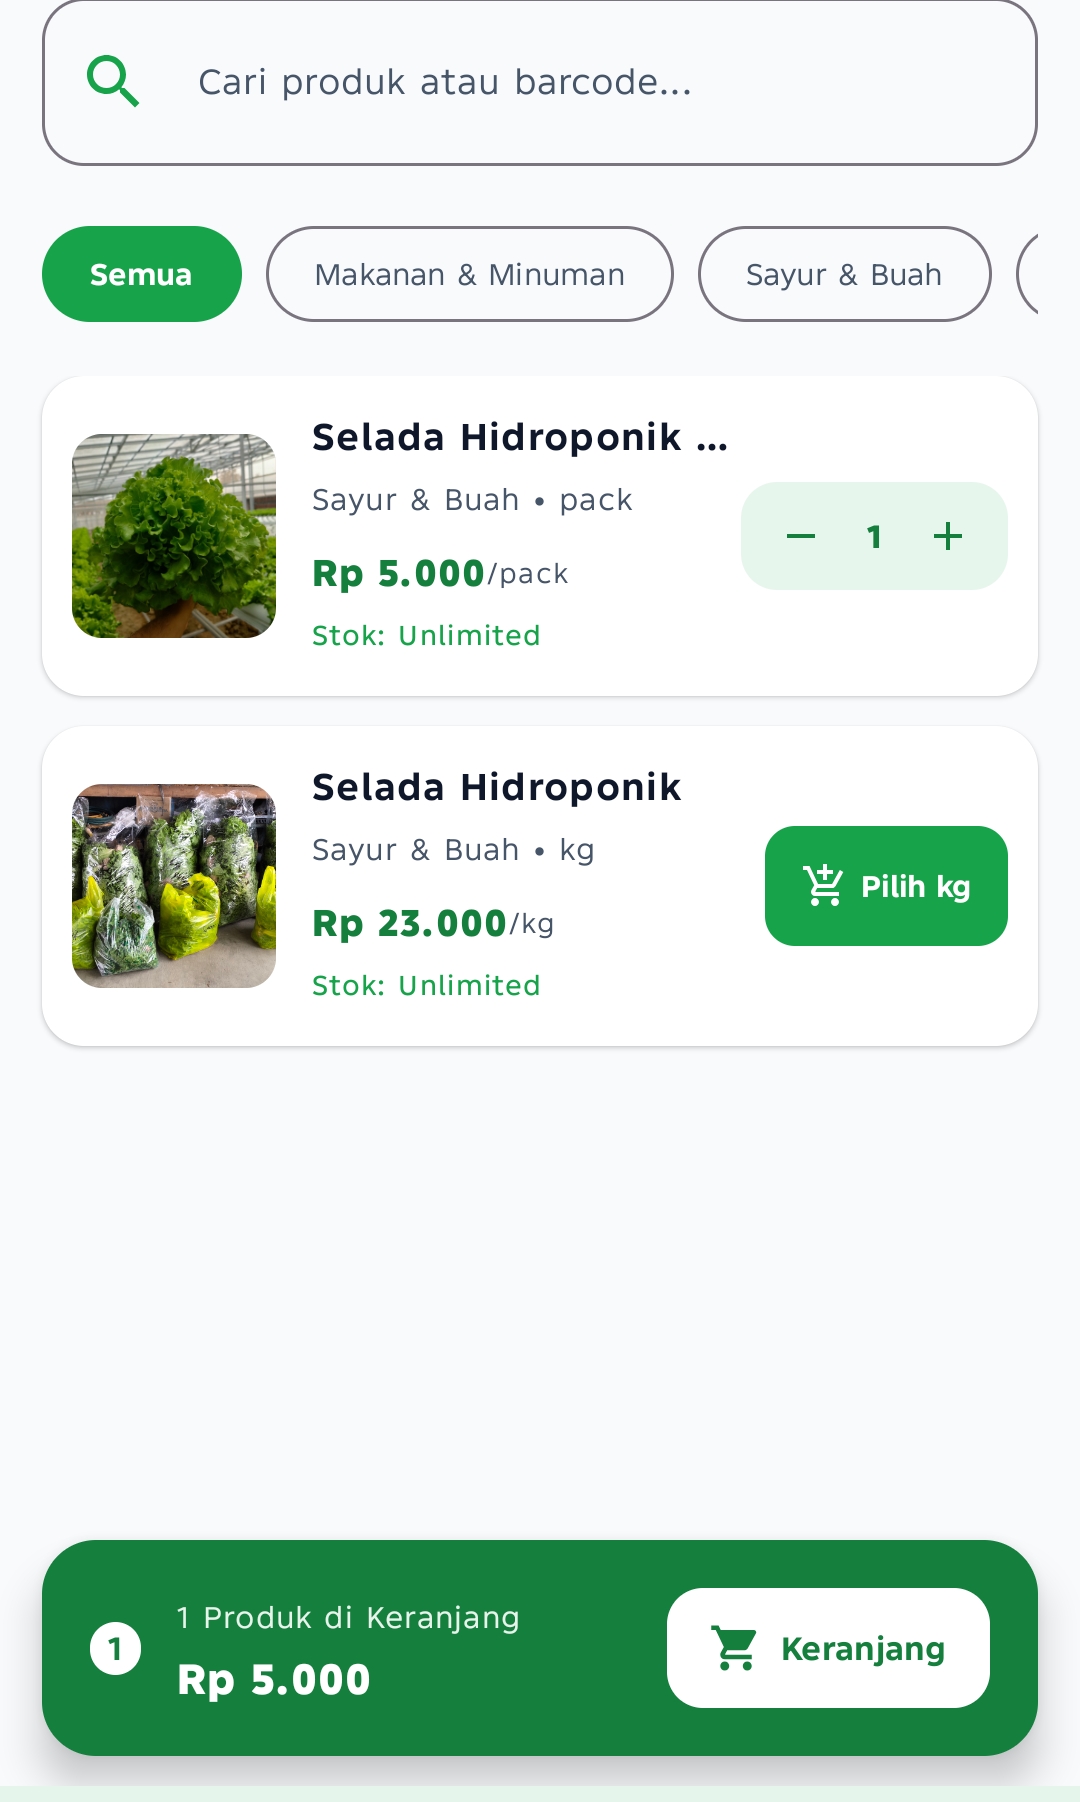 Cari produk atau barcode...
Semua
Makanan & Minuman
Sayur & Buah
Selada Hidroponik ...
Sayur & Buah • pack
Rp 5.000/pack
Stok: Unlimited
1
Selada Hidroponik
Sayur & Buah • kg
Rp 23.000/kg
Stok: Unlimited
Pilih kg
1
1 Produk di Keranjang
Rp 5.000
Keranjang